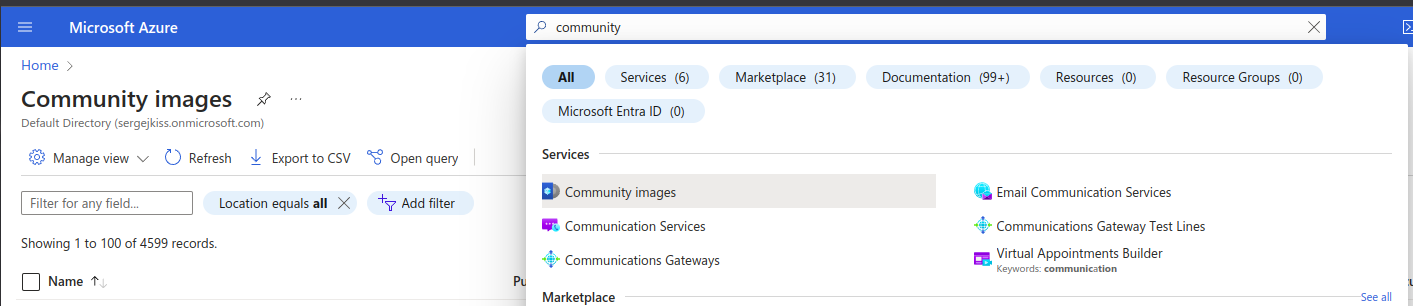 Microsoft Azure
community
Home
All
Services (6)
Marketplace (31)
Documentation (99+)
Resources (0)
Resource Groups (0)
Microsoft Entra ID (0)
Community images
Default Directory (sergejkiss.onmicrosoft.com)
Manage view
Refresh
Export to CSV
Open query
Filter for any field...
Location equals all
Add filter
Showing 1 to 100 of 4599 records.
Name
Services
Community images
Email Communication Services
Communication Services
Communications Gateway Test Lines
Communications Gateways
Virtual Appointments Builder
Keywords: communication
Marketplace
See all